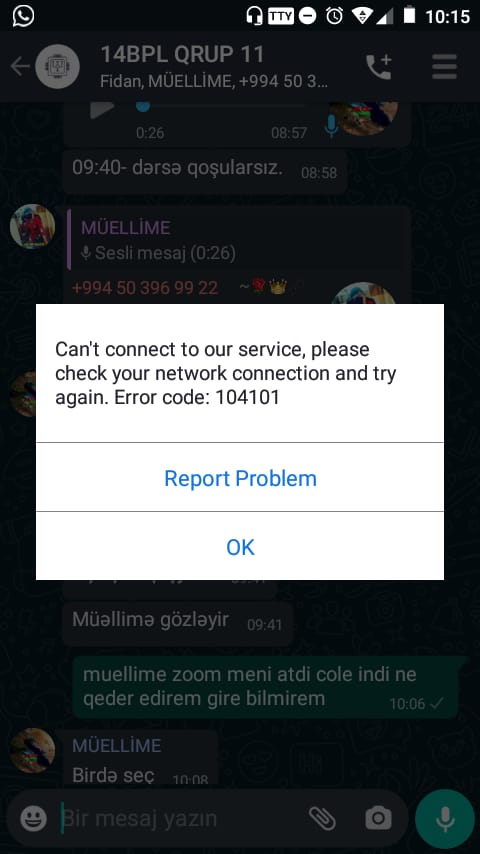 TTY
10:15
14BPL QRUP 11
Fidan, MÜELLİME, +994 50 3...
0:26
08:57
09:40- dərsə qoşularsız. 08:58
MÜELLİME
Sesli mesaj (0:26)
+994 50 396 99 22 ~🌹👑
Can't connect to our service, please
check your network connection and try
again. Error code: 104101
Report Problem
OK
Müəllimə gözləyir 09:41
muellime zoom meni atdi cole indi ne
qeder edirem gire bilmirem
10:06
MÜELLİME
Birdə seç 10:08
Bir mesaj yazın